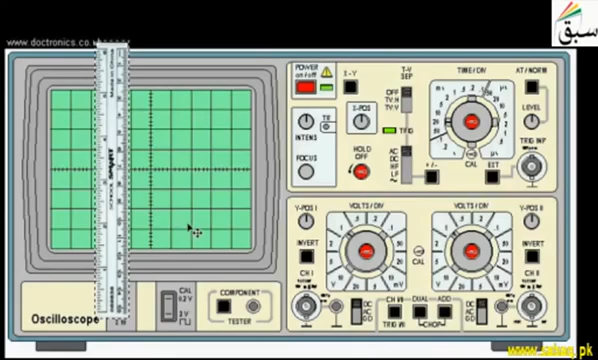 سبق
www.doctronics.co.u
POWER
on/off
X-Y
T-V
SEP
OFF
TV:H
TV:V
TIME/DIV
AT/NORM
LEVEL
INTENS
TR
X-POS
TRIG
HOLD
OFF
FOCUS
AC
DC
HF
LF
+/-
CAL
EXT
TRIG INP
Y-POS I
VOLTS/DIV
VOLTS/DIV
Y-POS II
INVERT
CH I
CAL
INVERT
CH II
Oscilloscope
CAL
0.2 V
2 V
COMPONENT
TESTER
DC
AC
GD
CH I/II
TRIG I/II
DUAL
ADD
CHOP
DC
AC
GD
www.sabaq.pk